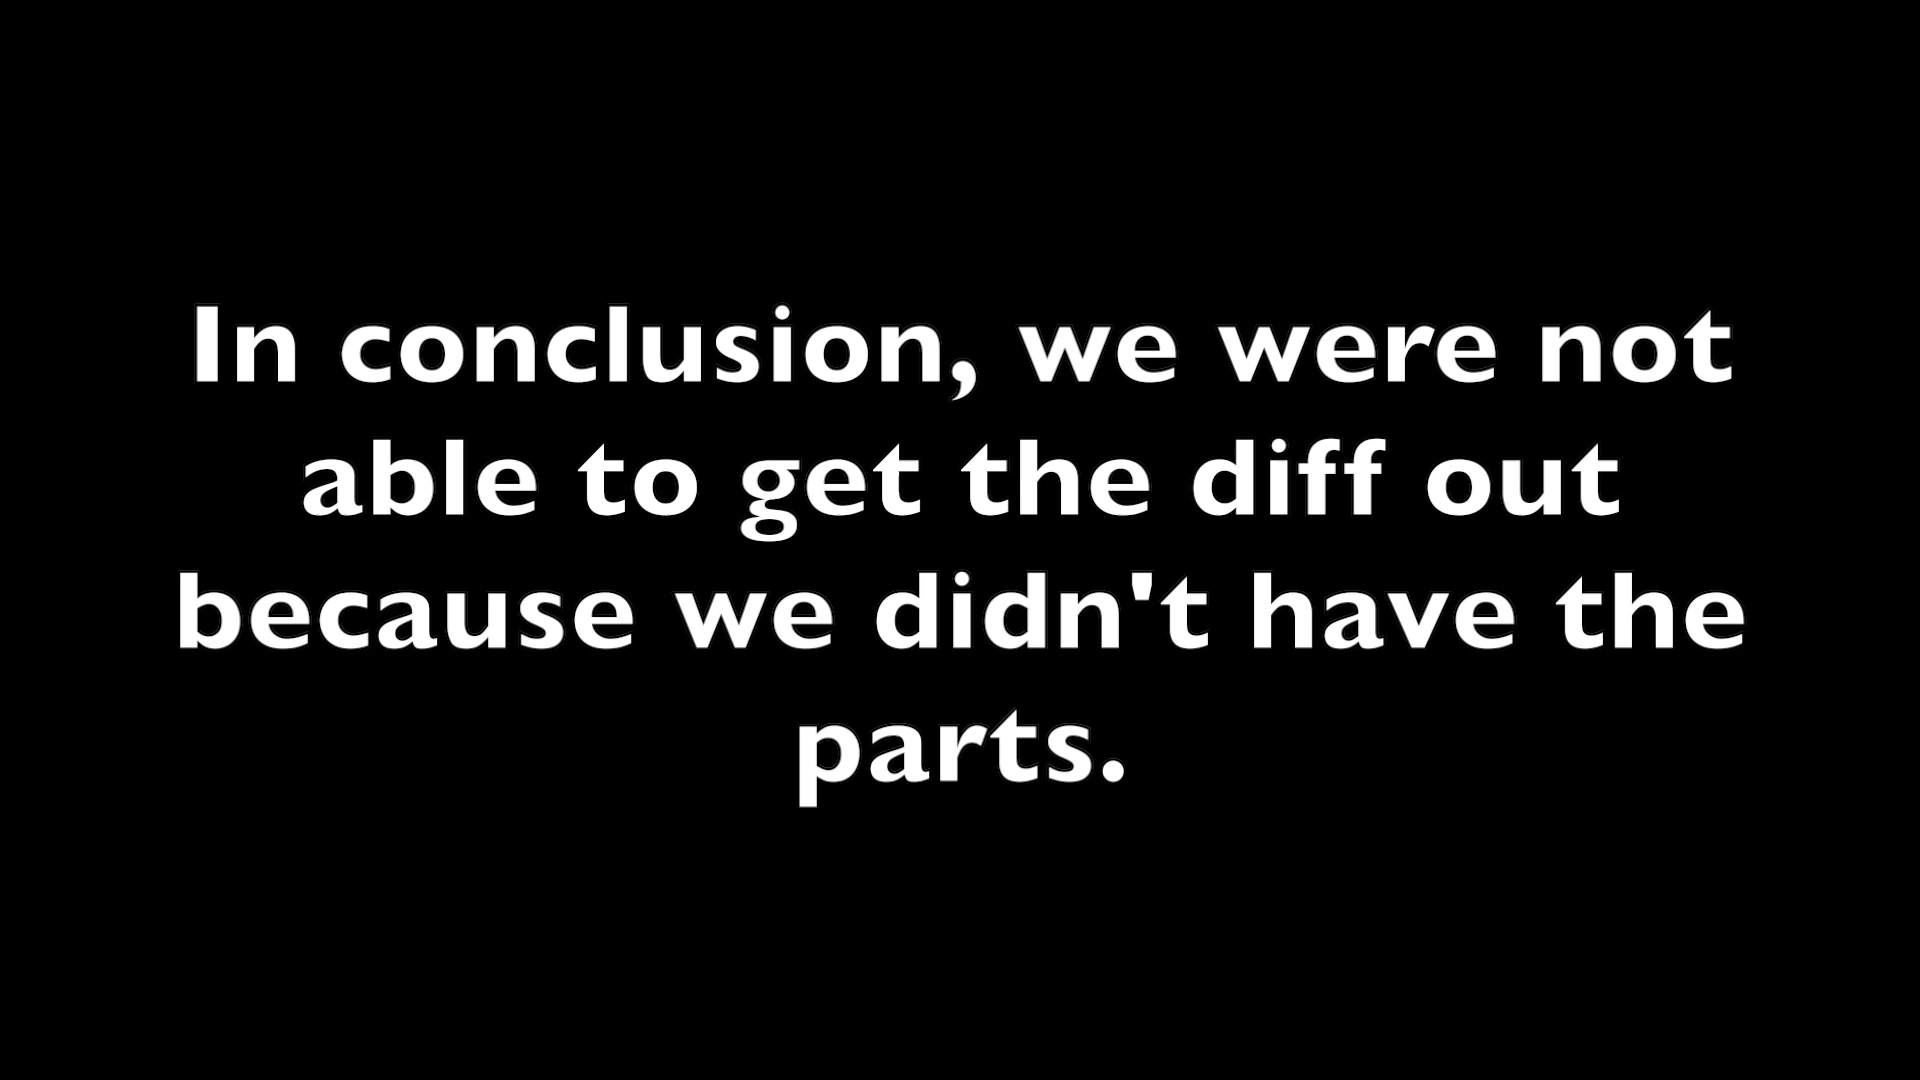 In conclusion, we were not
able to get the diff out
because we didn't have the
parts.